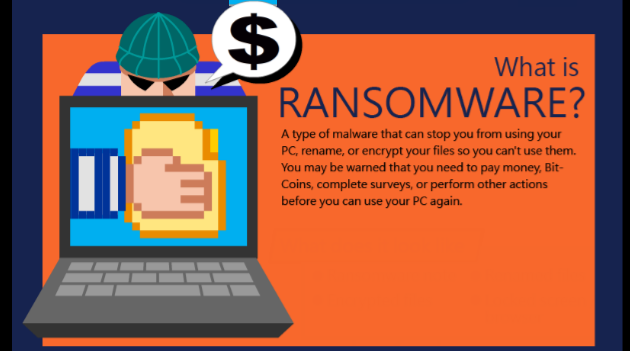 $
What is
RANSOMWARE?
A type of malware that can stop you from using your
PC, rename, or encrypt your files so you can't use them.
You may be warned that you need to pay money, Bit-
Coins, complete surveys, or perform other actions
before you can use your PC again.